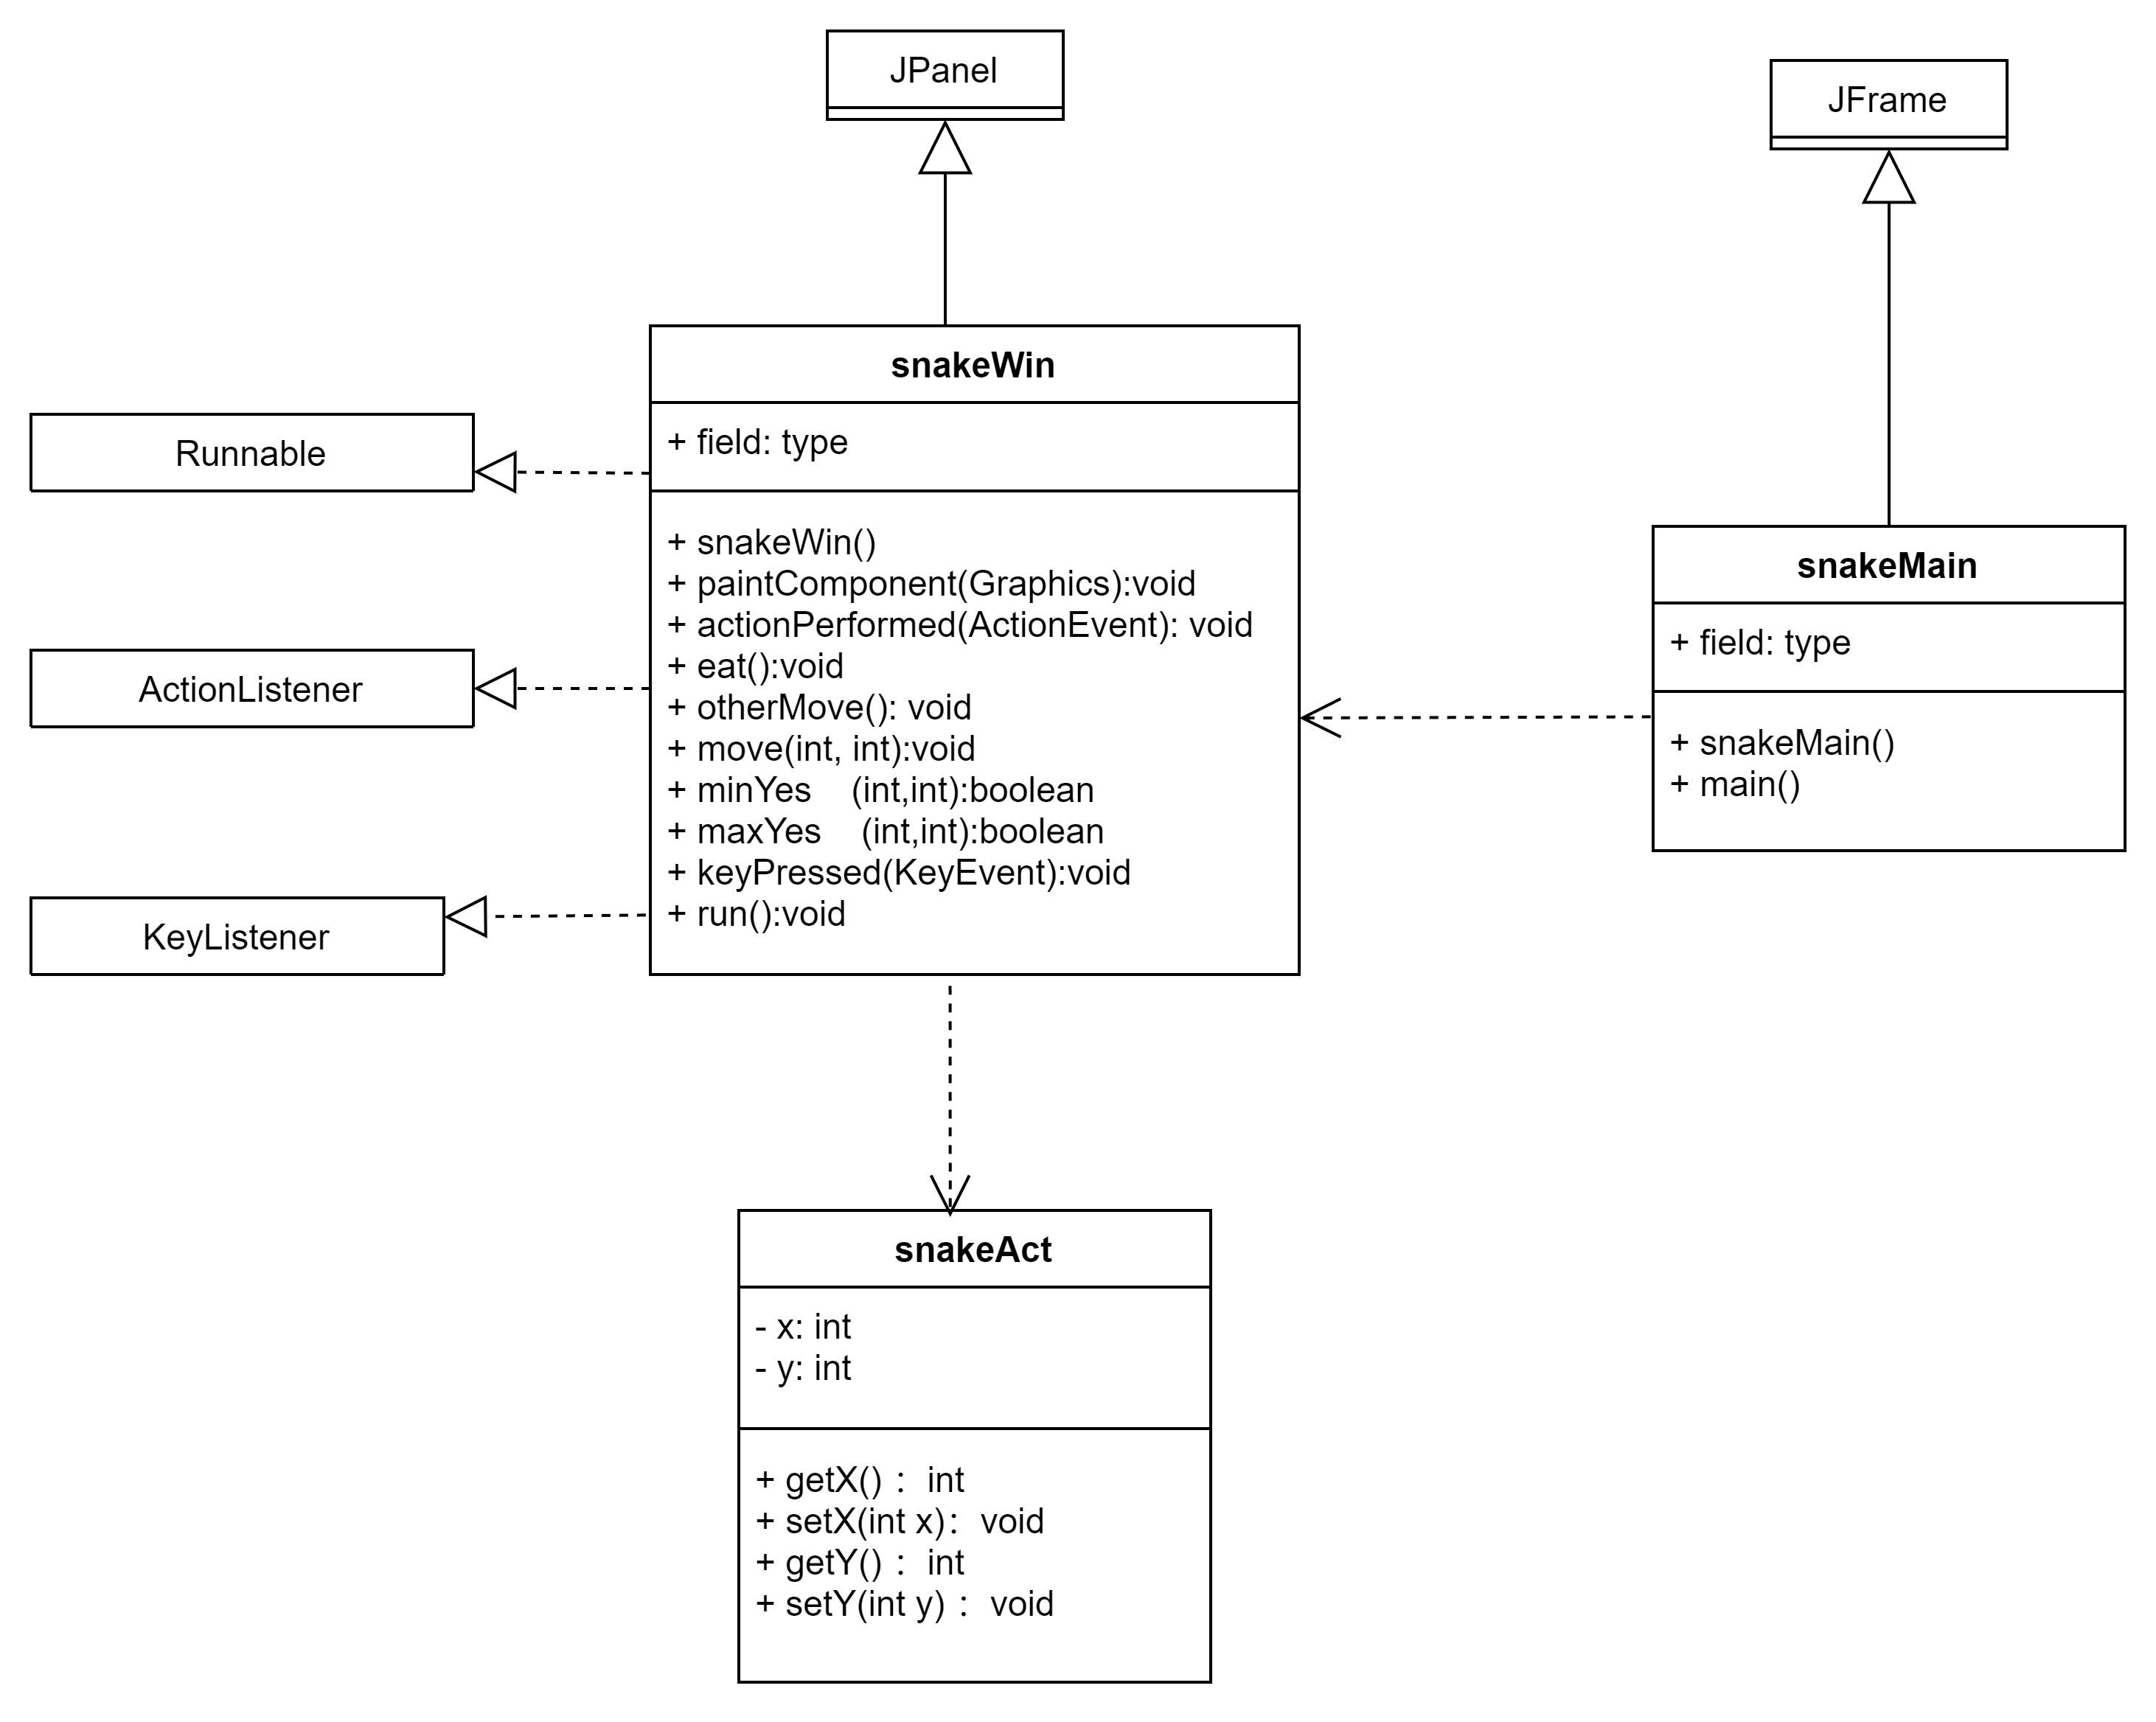 JPanel
JFrame
snakeWin
+ field: type
+ snakeWin()
+ paintComponent(Graphics):void
+ actionPerformed(ActionEvent): void
+ eat():void
+ otherMove(): void
+ move(int, int):void
+ minYes    (int,int):boolean
+ maxYes    (int,int):boolean
+ keyPressed(KeyEvent):void
+ run():void
Runnable
ActionListener
KeyListener
snakeMain
+ field: type
+ snakeMain()
+ main()
snakeAct
- x: int
- y: int
+ getX() ： int
+ setX(int x)： void
+ getY() ： int
+ setY(int y) ： void